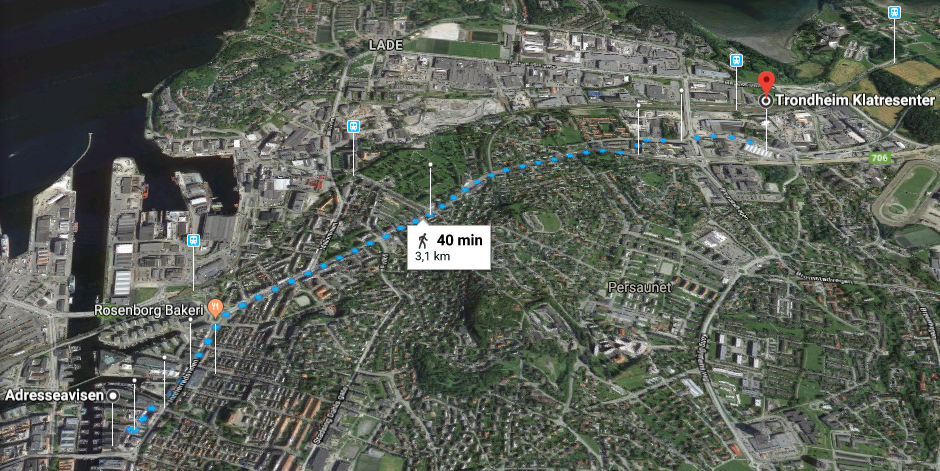 LADE
Trondheim Klatresenter
706
40 min
3,1 km
Persaunet
Rosenborg Bakeri
Adresseavisen